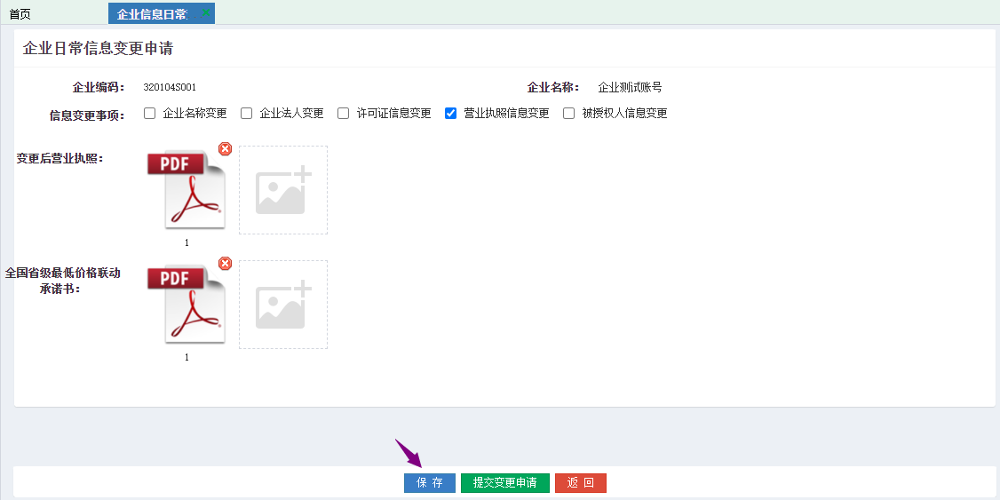 首页
企业信息日常
企业日常信息变更申请
企业编码： 320104S001 企业名称： 企业测试账号
信息变更事项： 企业名称变更 企业法人变更 许可证信息变更 营业执照信息变更 被授权人信息变更
变更后营业执照：
PDF
1
全国省级最低价格联动
承诺书：
PDF
1
保 存 提交变更申请 返 回